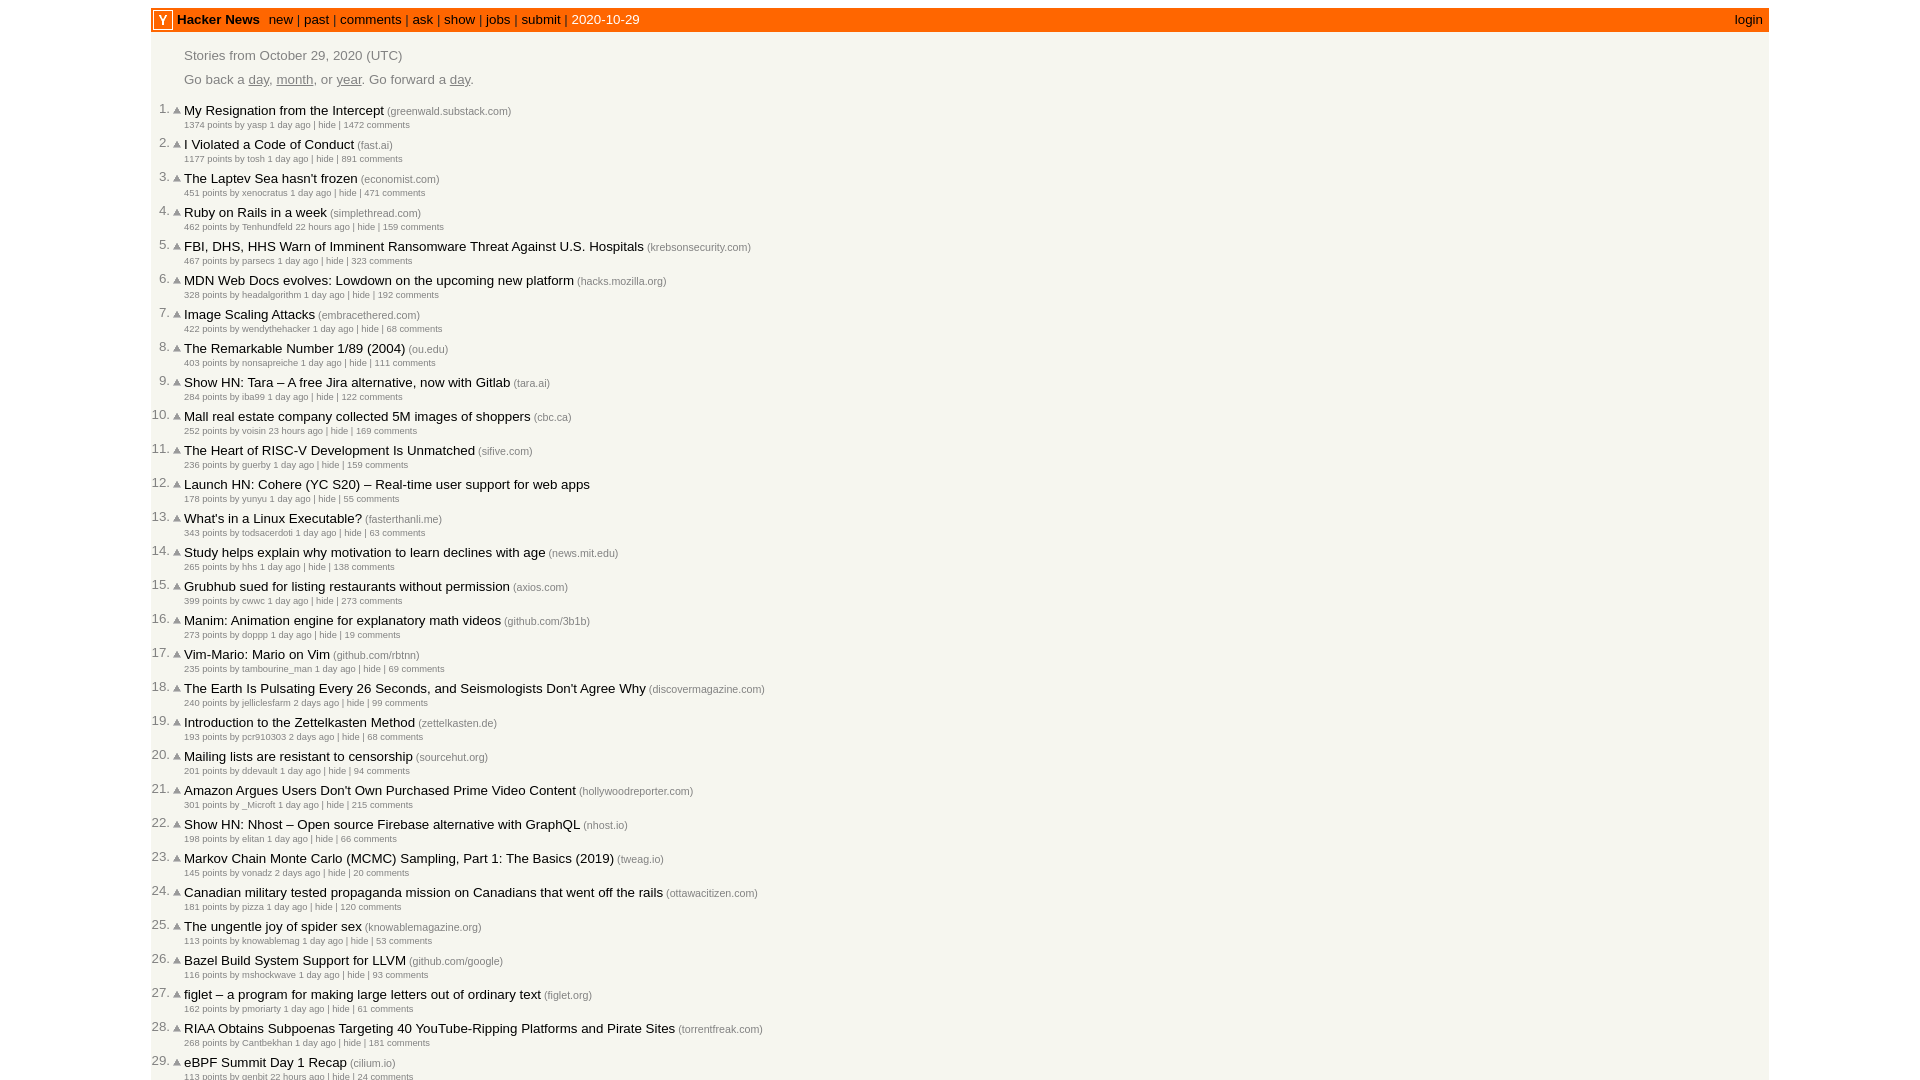 Y Hacker News new | past | comments | ask | show | jobs | submit | 2020-10-29 login
Stories from October 29, 2020 (UTC)
Go back a day, month, or year. Go forward a day.
1. My Resignation from the Intercept (greenwald.substack.com)
1374 points by yasp 1 day ago | hide | 1472 comments
2. I Violated a Code of Conduct (fast.ai)
1177 points by tosh 1 day ago | hide | 891 comments
3. The Laptev Sea hasn't frozen (economist.com)
451 points by xenocratus 1 day ago | hide | 471 comments
4. Ruby on Rails in a week (simplethread.com)
462 points by Tenhundfeld 22 hours ago | hide | 159 comments
5. FBI, DHS, HHS Warn of Imminent Ransomware Threat Against U.S. Hospitals (krebsonsecurity.com)
467 points by parsecs 1 day ago | hide | 323 comments
6. MDN Web Docs evolves: Lowdown on the upcoming new platform (hacks.mozilla.org)
328 points by headalgorithm 1 day ago | hide | 192 comments
7. Image Scaling Attacks (embracethered.com)
422 points by wendythehacker 1 day ago | hide | 68 comments
8. The Remarkable Number 1/89 (2004) (ou.edu)
403 points by nonsapreiche 1 day ago | hide | 111 comments
9. Show HN: Tara – A free Jira alternative, now with Gitlab (tara.ai)
284 points by iba99 1 day ago | hide | 122 comments
10. Mall real estate company collected 5M images of shoppers (cbc.ca)
252 points by voisin 23 hours ago | hide | 169 comments
11. The Heart of RISC-V Development Is Unmatched (sifive.com)
236 points by guerby 1 day ago | hide | 159 comments
12. Launch HN: Cohere (YC S20) – Real-time user support for web apps
178 points by yunyu 1 day ago | hide | 55 comments
13. What's in a Linux Executable? (fasterthanli.me)
343 points by todsacerdoti 1 day ago | hide | 63 comments
14. Study helps explain why motivation to learn declines with age (news.mit.edu)
265 points by hhs 1 day ago | hide | 138 comments
15. Grubhub sued for listing restaurants without permission (axios.com)
399 points by cwwc 1 day ago | hide | 273 comments
16. Manim: Animation engine for explanatory math videos (github.com/3b1b)
273 points by doppp 1 day ago | hide | 19 comments
17. Vim-Mario: Mario on Vim (github.com/rbtnn)
235 points by tambourine_man 1 day ago | hide | 69 comments
18. The Earth Is Pulsating Every 26 Seconds, and Seismologists Don't Agree Why (discovermagazine.com)
240 points by jelliclesfarm 2 days ago | hide | 99 comments
19. Introduction to the Zettelkasten Method (zettelkasten.de)
193 points by pcr910303 2 days ago | hide | 68 comments
20. Mailing lists are resistant to censorship (sourcehut.org)
201 points by ddevault 1 day ago | hide | 94 comments
21. Amazon Argues Users Don't Own Purchased Prime Video Content (hollywoodreporter.com)
301 points by _Microft 1 day ago | hide | 215 comments
22. Show HN: Nhost – Open source Firebase alternative with GraphQL (nhost.io)
198 points by elitan 1 day ago | hide | 66 comments
23. Markov Chain Monte Carlo (MCMC) Sampling, Part 1: The Basics (2019) (tweag.io)
145 points by vonadz 2 days ago | hide | 20 comments
24. Canadian military tested propaganda mission on Canadians that went off the rails (ottawacitizen.com)
181 points by pizza 1 day ago | hide | 120 comments
25. The ungentle joy of spider sex (knowablemagazine.org)
113 points by knowablemag 1 day ago | hide | 53 comments
26. Bazel Build System Support for LLVM (github.com/google)
116 points by mshockwave 1 day ago | hide | 93 comments
27. figlet – a program for making large letters out of ordinary text (figlet.org)
162 points by pmoriarty 1 day ago | hide | 61 comments
28. RIAA Obtains Subpoenas Targeting 40 YouTube-Ripping Platforms and Pirate Sites (torrentfreak.com)
268 points by Cantbekhan 1 day ago | hide | 181 comments
29. eBPF Summit Day 1 Recap (cilium.io)
113 points by genbit 22 hours ago | hide | 24 comments